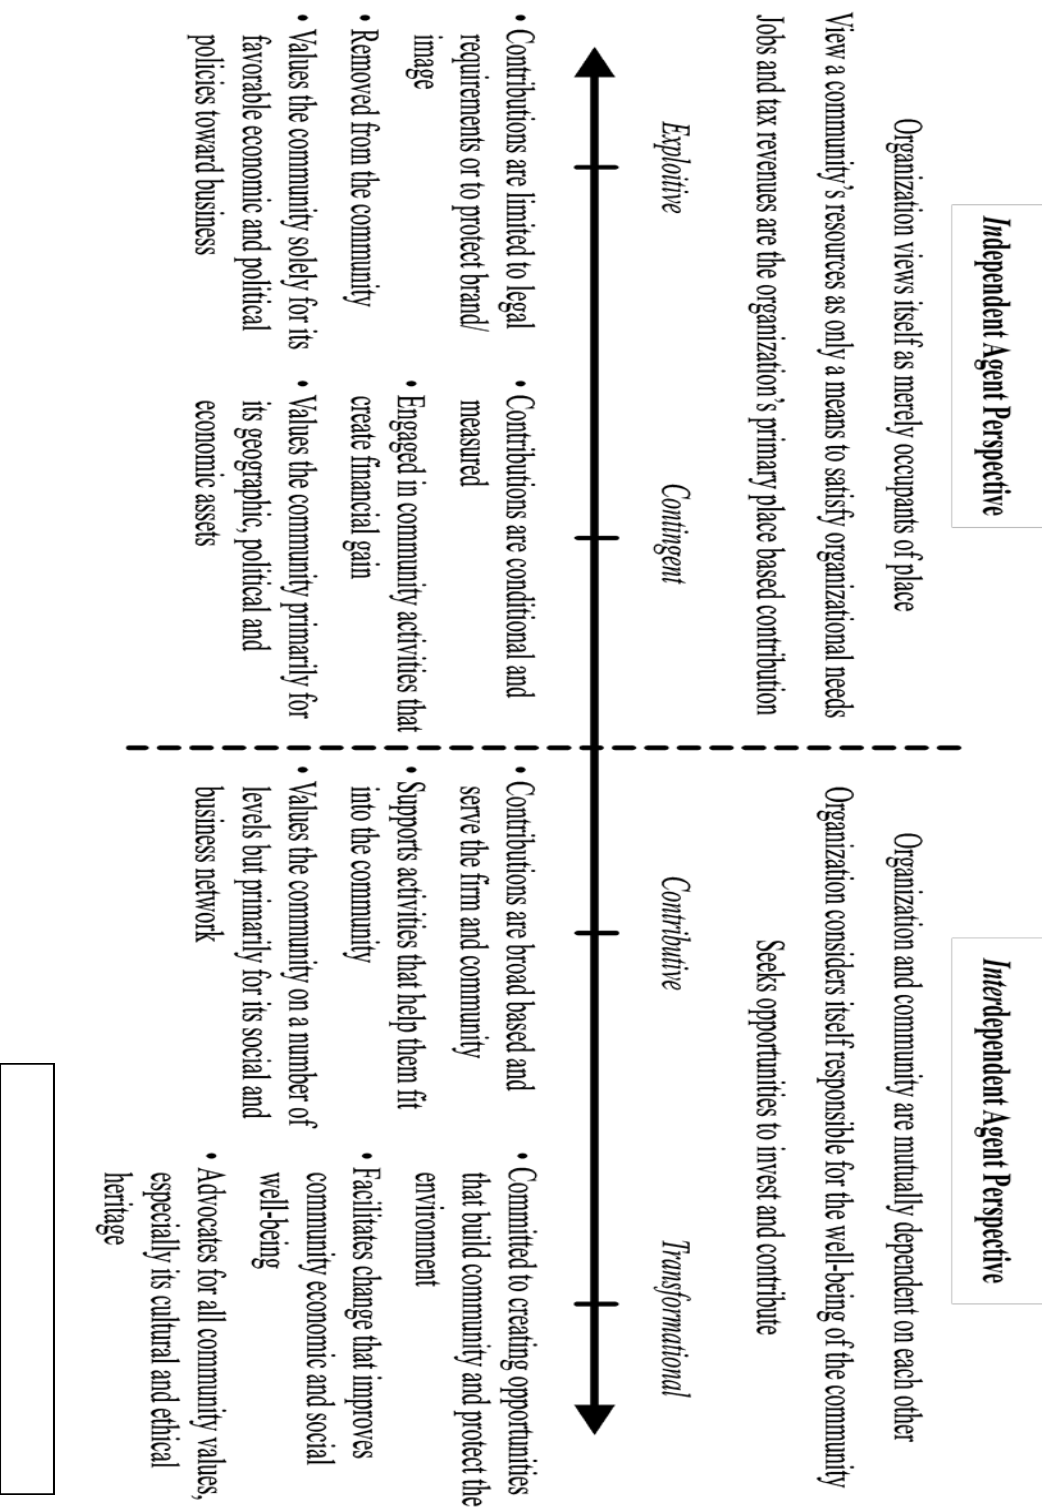 Independent Agent Perspective
Organization views itself as merely occupants of place
View a community's resources as only a means to satisfy organizational needs
Jobs and tax revenues are the organization's primary place based contribution
Interdependent Agent Perspective
Organization and community are mutually dependent on each other
Organization considers itself responsible for the well-being of the community
Seeks opportunities to invest and contribute
Exploitive
Contingent
Contributive
Transformational
• Contributions are limited to legal
requirements or to protect brand/
image
• Removed from the community
• Values the community solely for its
favorable economic and political
policies toward business
• Contributions are conditional and
measured
• Engaged in community activities that
create financial gain
• Values the community primarily for
its geographic, political and
economic assets
• Contributions are broad based and
serve the firm and community
• Supports activities that help them fit
into the community
• Values the community on a number of
levels but primarily for its social and
business network
• Committed to creating opportunities
that build community and protect the
environment
• Facilitates change that improves
community economic and social
well-being
• Advocates for all community values,
especially its cultural and ethical
heritage